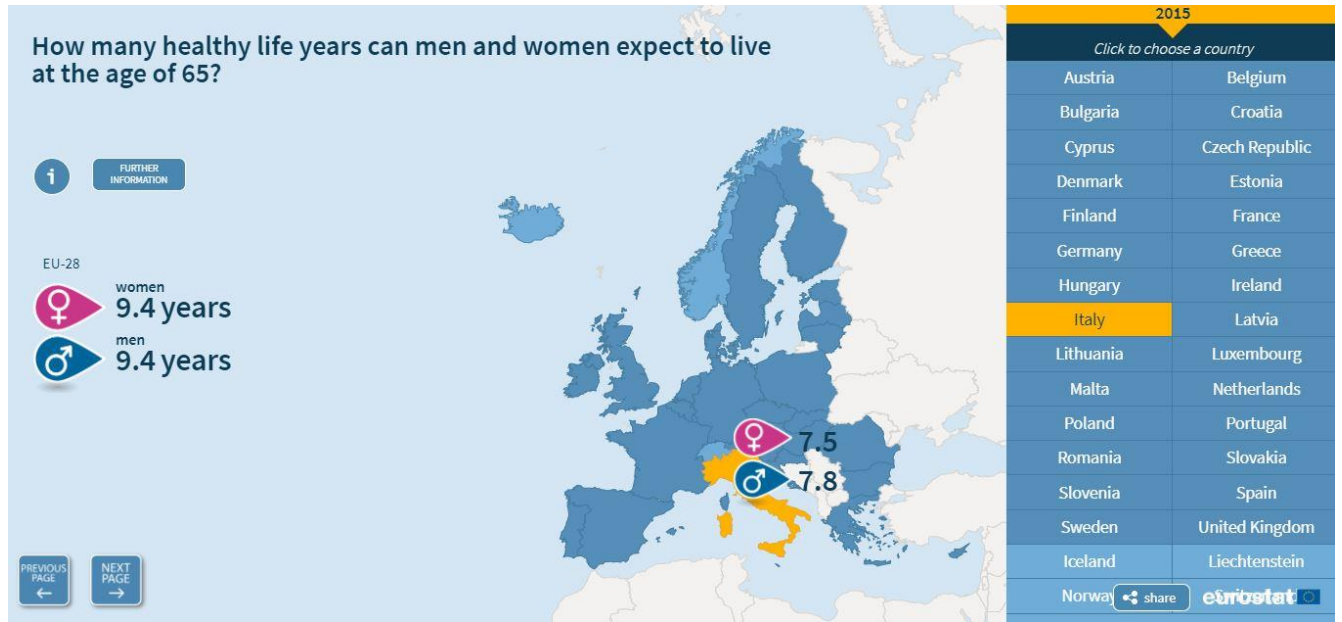 How many healthy life years can men and women expect to live
at the age of 65?
i
FURTHER
INFORMATION
EU-28
women
9.4 years
men
9.4 years
7.5
7.8
PREVIOUS
PAGE
NEXT
PAGE
2015
Click to choose a country
Austria Belgium
Bulgaria Croatia
Cyprus Czech Republic
Denmark Estonia
Finland France
Germany Greece
Hungary Ireland
Italy Latvia
Lithuania Luxembourg
Malta Netherlands
Poland Portugal
Romania Slovakia
Slovenia Spain
Sweden United Kingdom
Iceland Liechtenstein
Norway
share
eurostat